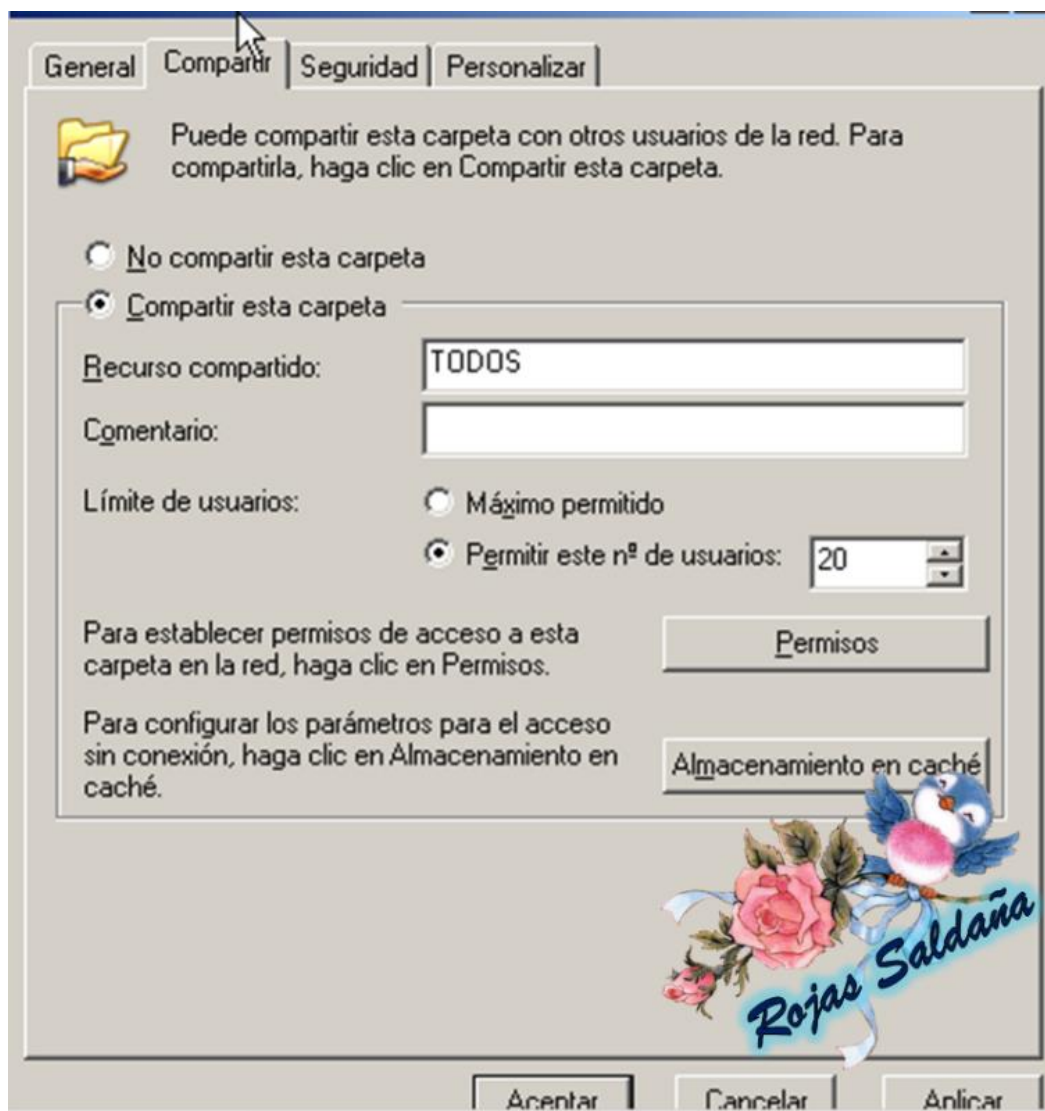 General Compartir Seguridad Personalizar
Puede compartir esta carpeta con otros usuarios de la red. Para
compartirla, haga clic en Compartir esta carpeta.
No compartir esta carpeta
Compartir esta carpeta
Recurso compartido: TODOS
Comentario:
Límite de usuarios: Máximo permitido
Permitir este nº de usuarios: 20
Para establecer permisos de acceso a esta
carpeta en la red, haga clic en Permisos.
Permisos
Para configurar los parámetros para el acceso
sin conexión, haga clic en Almacenamiento en
caché.
Almacenamiento en caché
Rojas Saldaña
Aceptar Cancelar Aplicar